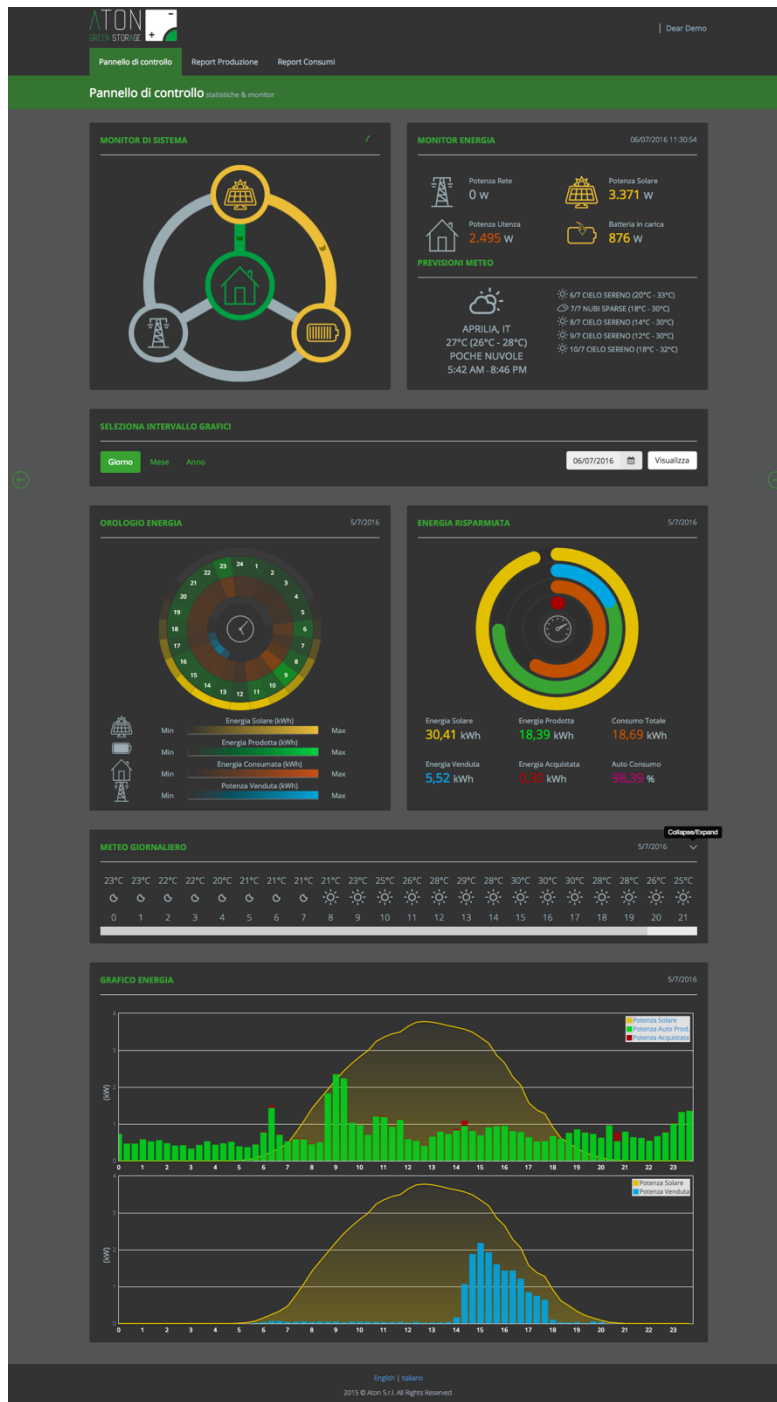 ATON
GREEN STORAGE + -
| Dear Demo
Pannello di controllo Report Produzione Report Consumi
Pannello di controllo statistiche & monitor
MONITOR DI SISTEMA
MONITOR ENERGIA 06/07/2016 11:30:54
Potenza Rete
0 W
Potenza Solare
3.371 W
Potenza Utenza
2.495 W
Batteria in carica
876 W
PREVISIONI METEO
APRILIA, IT
27°C (26°C - 28°C)
POCHE NUVOLE
5:42 AM - 8:46 PM
6/7 CIELO SERENO (20°C - 33°C)
7/7 NUBI SPARSE (18°C - 30°C)
8/7 CIELO SERENO (14°C - 30°C)
9/7 CIELO SERENO (12°C - 30°C)
10/7 CIELO SERENO (18°C - 32°C)
SELEZIONA INTERVALLO GRAFICI
Giorno Mese Anno
06/07/2016 Visualizza
OROLOGIO ENERGIA 5/7/2016
24 1 2 3 4 5 6 7 8 9 10 11 12 13 14 15 16 17 18 19 20 21 22 23
Energia Solare (kWh)
Min Max
Energia Prodotta (kWh)
Min Max
Energia Consumata (kWh)
Min Max
Potenza Venduta (kWh)
Min Max
ENERGIA RISPARMIATA 5/7/2016
Energia Solare Energia Prodotta Consumo Totale
30,41 kWh 18,39 kWh 18,69 kWh
Energia Venduta Energia Acquistata Auto Consumo
5,52 kWh 0,30 kWh 98,39 %
Collapse/Expand
METEO GIORNALIERO 5/7/2016
23°C 23°C 22°C 22°C 20°C 21°C 21°C 21°C 21°C 23°C 25°C 26°C 28°C 29°C 28°C 30°C 30°C 30°C 28°C 28°C 26°C 25°C
0 1 2 3 4 5 6 7 8 9 10 11 12 13 14 15 16 17 18 19 20 21
GRAFICO ENERGIA 5/7/2016
Potenza Solare
Potenza Auto Prod.
Potenza Acquistata
4
3
2
1
0
(kW)
0 1 2 3 4 5 6 7 8 9 10 11 12 13 14 15 16 17 18 19 20 21 22 23
Potenza Solare
Potenza Venduta
4
3
2
1
0
(kW)
0 1 2 3 4 5 6 7 8 9 10 11 12 13 14 15 16 17 18 19 20 21 22 23
English | Italiano
2015 © Aton S.r.l. All Rights Reserved.